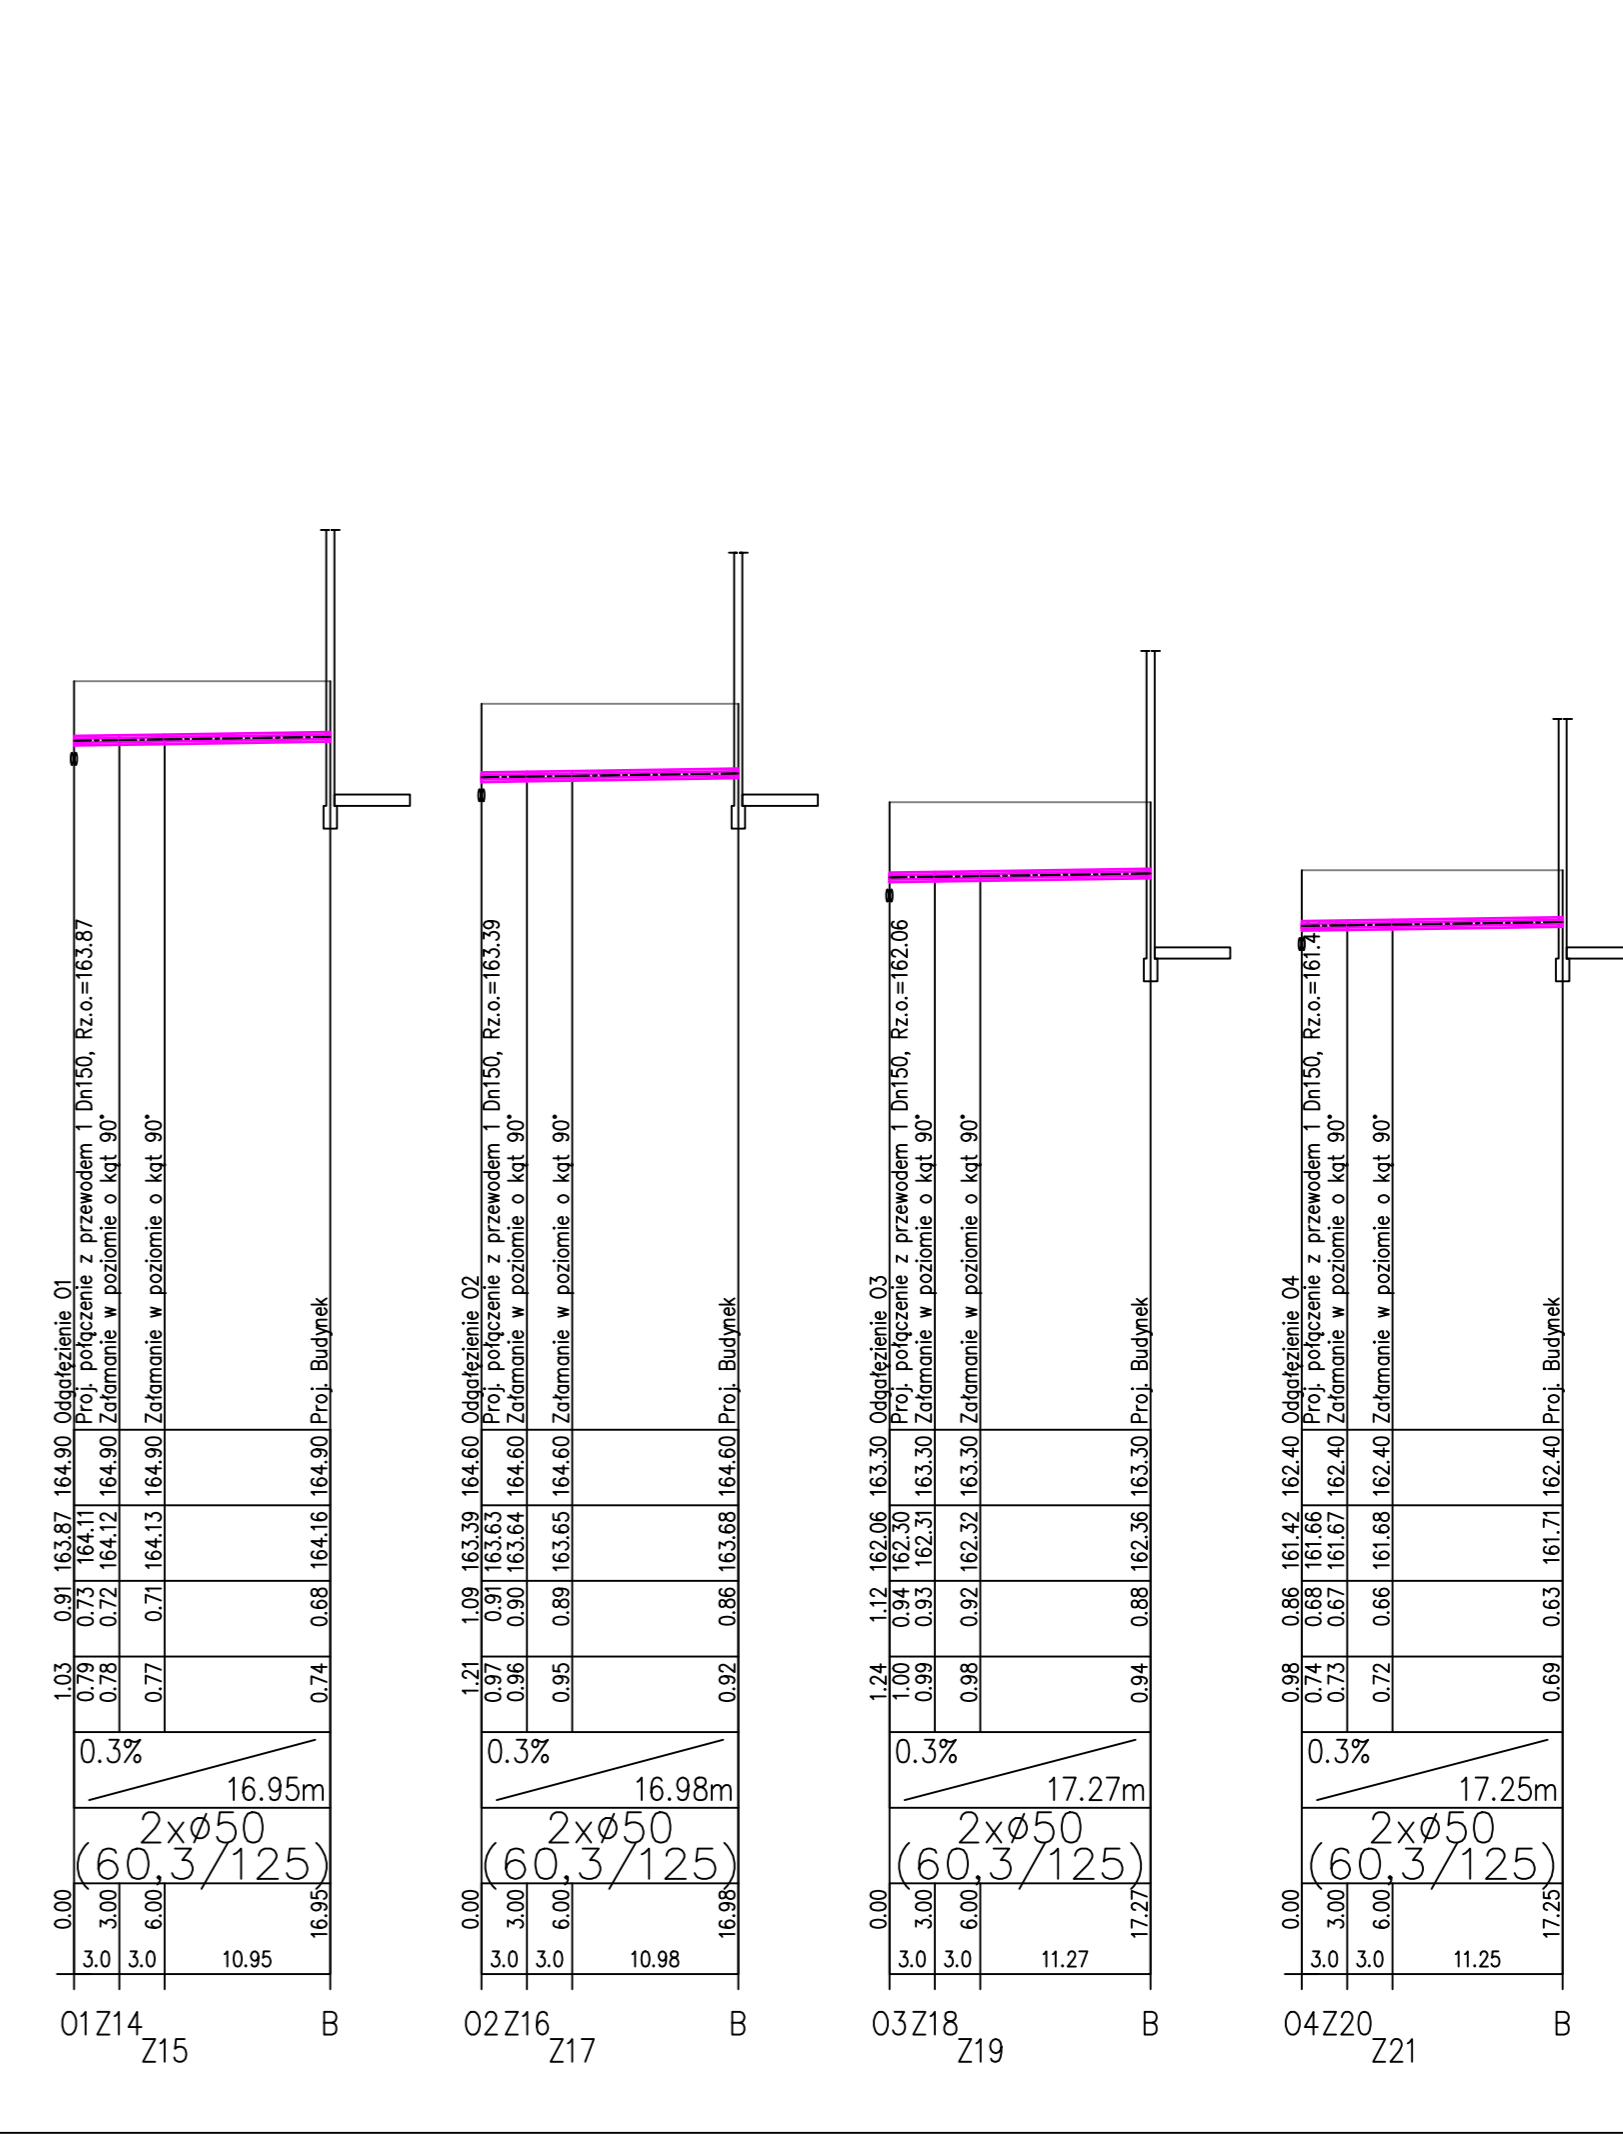 Odgałęzienie O1
Proj. połączenie z przewodem 1 Dn150, Rz.o.=163.87
Załamanie w poziomie o kąt 90°
Załamanie w poziomie o kąt 90°
Proj. Budynek
164.90 164.90 164.90 164.90
163.87 164.11 164.12 164.13 164.16
0.91 0.73 0.72 0.71 0.68
1.03 0.79 0.78 0.77 0.74
0.3%
16.95m
2xø50
(60,3/125)
0.00 3.00 6.00 16.95
3.0 3.0 10.95
O1 Z14 B
Z15
Odgałęzienie O2
Proj. połączenie z przewodem 1 Dn150, Rz.o.=163.39
Załamanie w poziomie o kąt 90°
Załamanie w poziomie o kąt 90°
Proj. Budynek
164.60 164.60 164.60 164.60
163.39 163.63 163.64 163.65 163.68
1.09 0.91 0.90 0.89 0.86
1.21 0.97 0.96 0.95 0.92
0.3%
16.98m
2xø50
(60,3/125)
0.00 3.00 6.00 16.98
3.0 3.0 10.98
O2 Z16 B
Z17
Odgałęzienie O3
Proj. połączenie z przewodem 1 Dn150, Rz.o.=162.06
Załamanie w poziomie o kąt 90°
Załamanie w poziomie o kąt 90°
Proj. Budynek
163.30 163.30 163.30 163.30
162.06 162.30 162.31 162.32 162.36
1.12 0.94 0.93 0.92 0.88
1.24 1.00 0.99 0.98 0.94
0.3%
17.27m
2xø50
(60,3/125)
0.00 3.00 6.00 17.27
3.0 3.0 11.27
O3 Z18 B
Z19
Odgałęzienie O4
Proj. połączenie z przewodem 1 Dn150, Rz.o.=161.4
Załamanie w poziomie o kąt 90°
Załamanie w poziomie o kąt 90°
Proj. Budynek
162.40 162.40 162.40 162.40
161.42 161.66 161.67 161.68 161.71
0.86 0.68 0.67 0.66 0.63
0.98 0.74 0.73 0.72 0.69
0.3%
17.25m
2xø50
(60,3/125)
0.00 3.00 6.00 17.25
3.0 3.0 11.25
O4 Z20 B
Z21